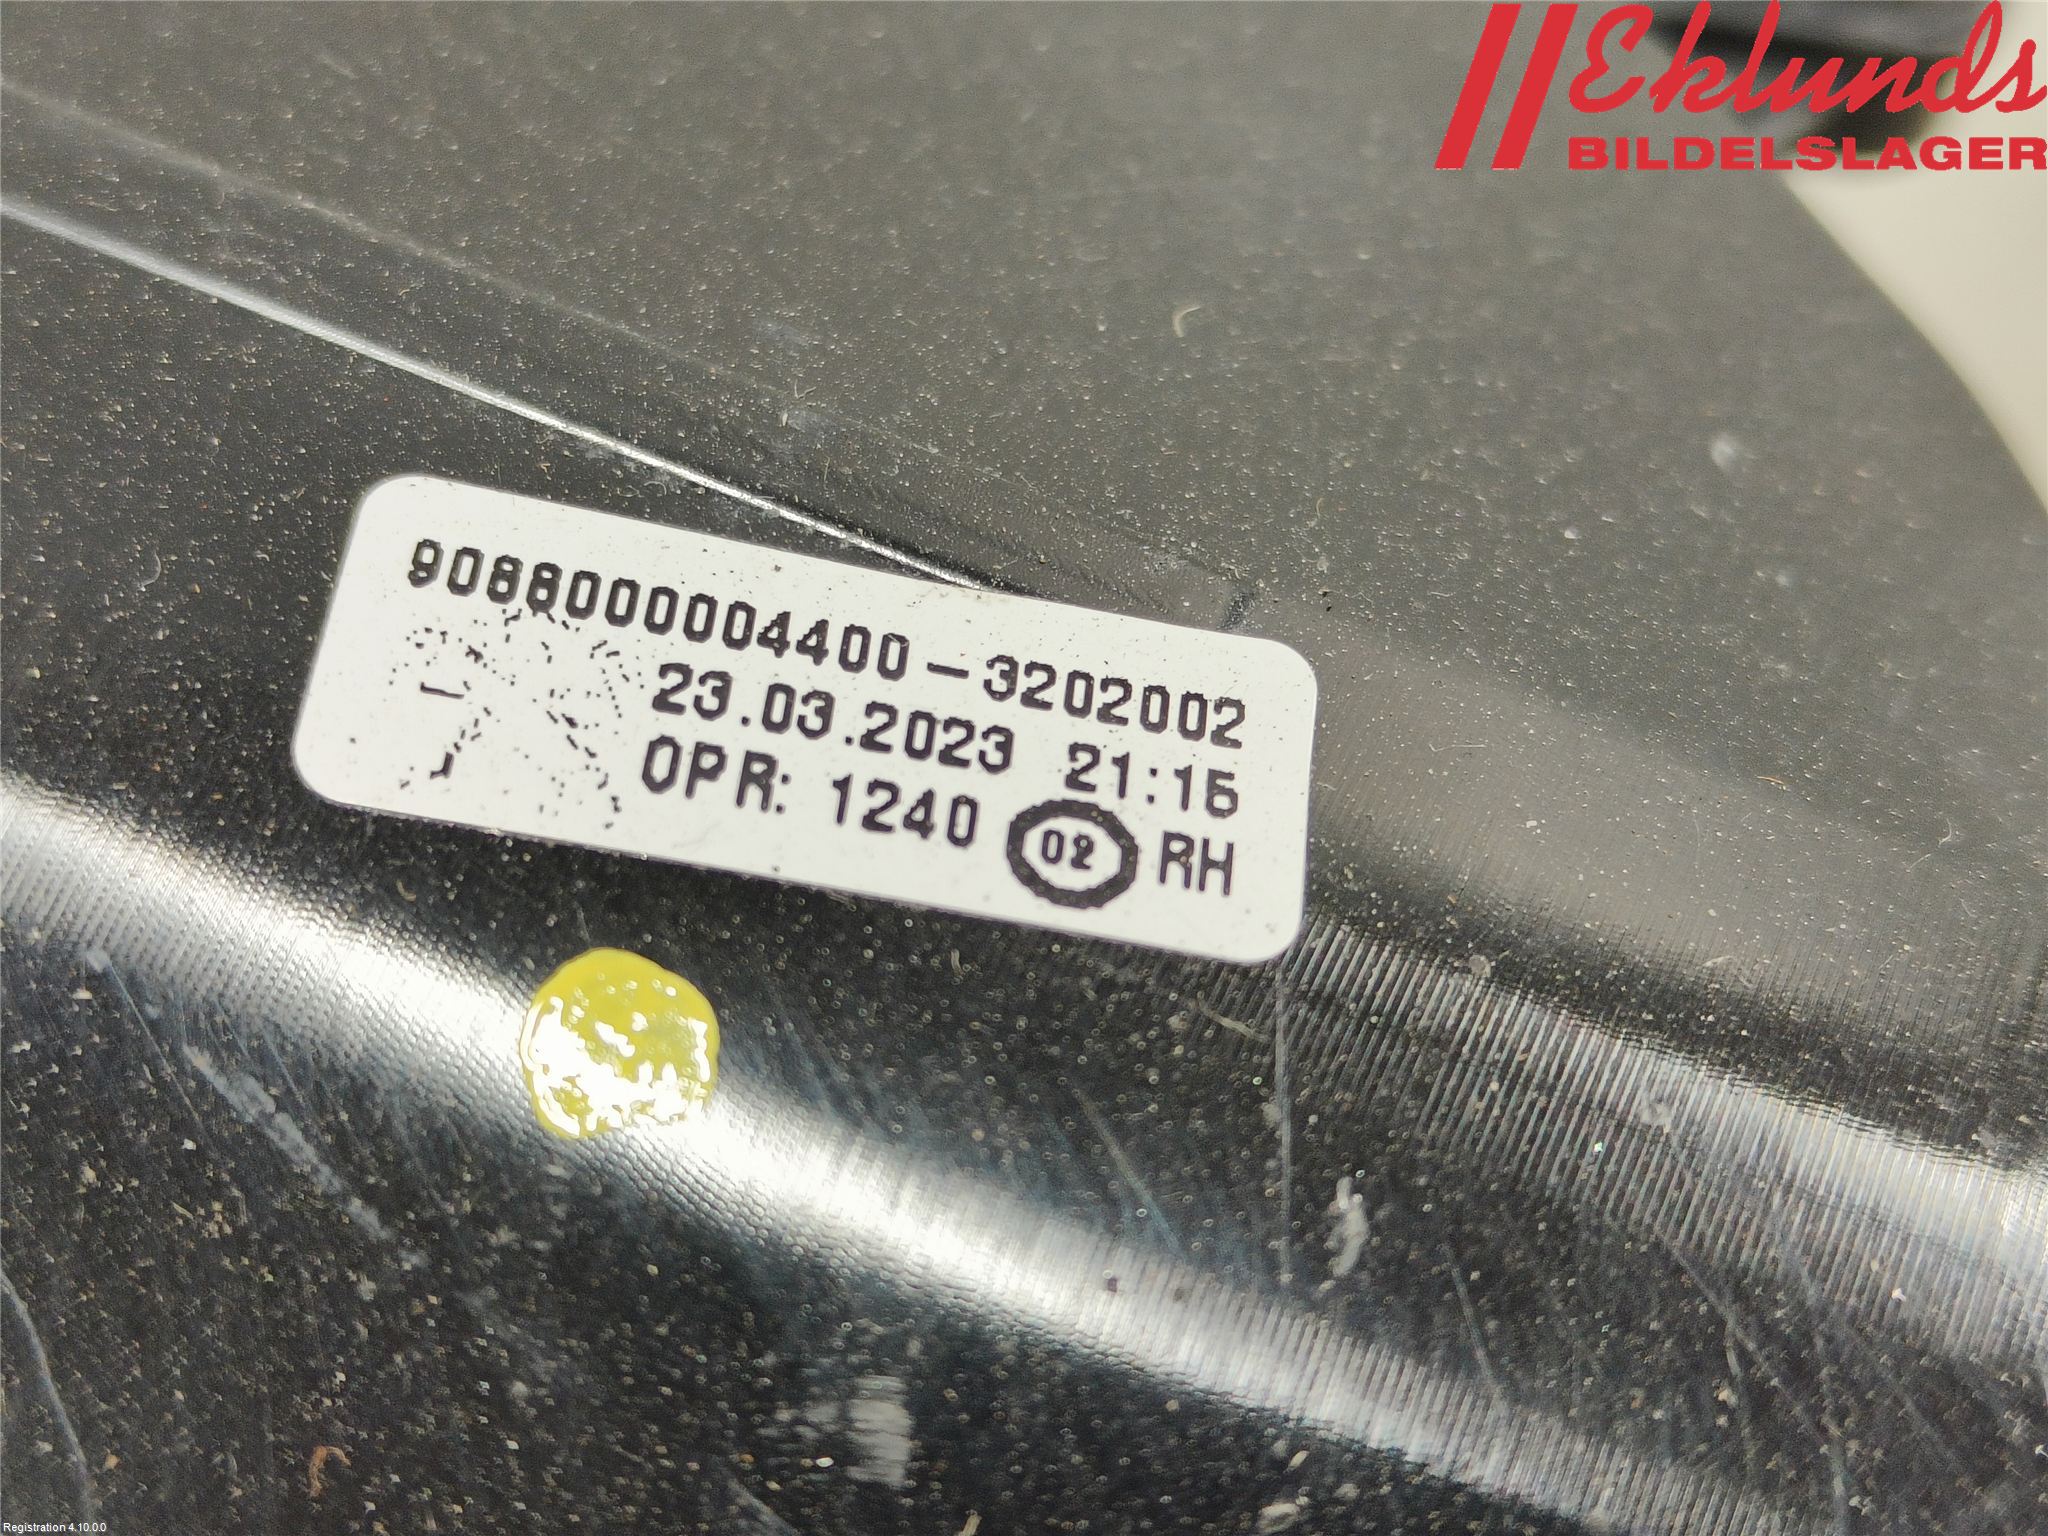 Eklunds
BILDELSLAGER
9088000004400-3202002
23.03.2023 21:15
OPR: 1240 02 RH
Registration 4.10.0.0